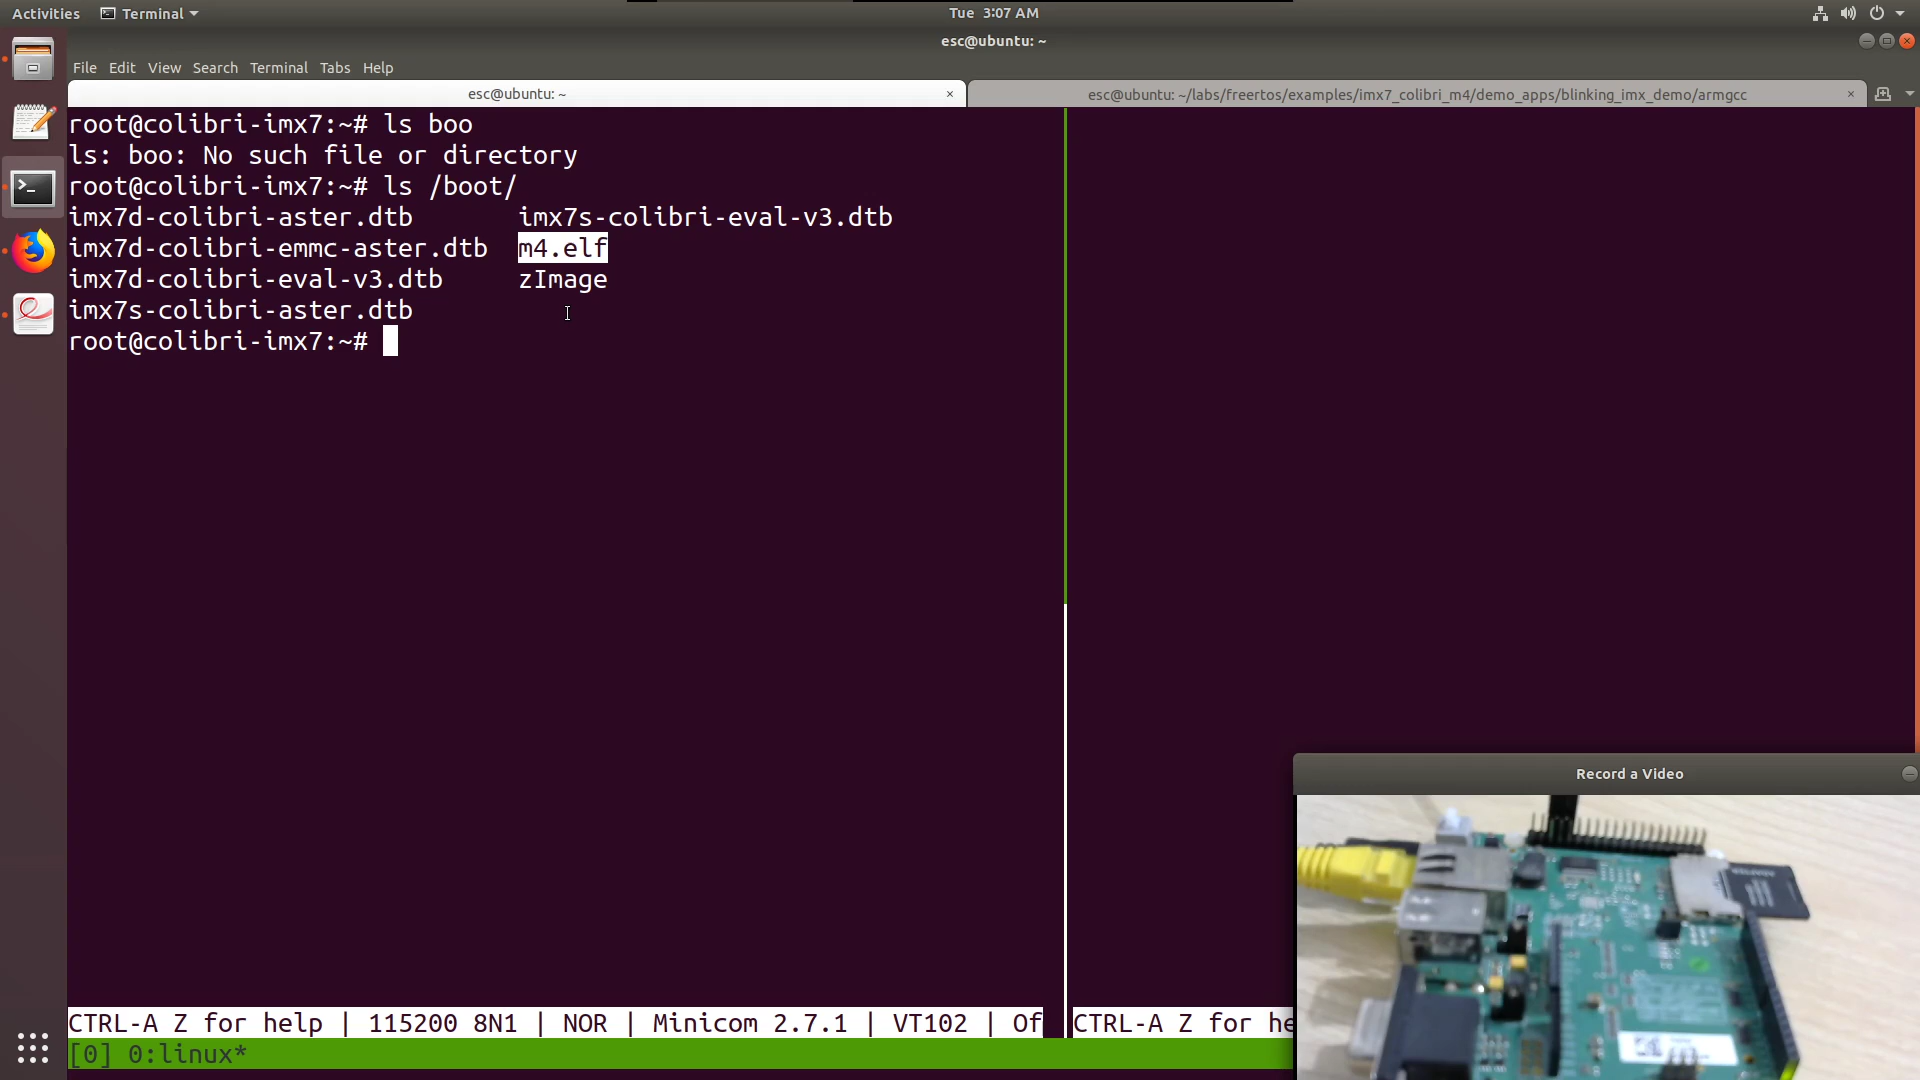 Activities Terminal Tue 3:07 AM
esc@ubuntu: ~
File Edit View Search Terminal Tabs Help
esc@ubuntu: ~ × esc@ubuntu: ~/labs/freertos/examples/imx7_colibri_m4/demo_apps/blinking_imx_demo/armgcc ×
root@colibri-imx7:~# ls boo
ls: boo: No such file or directory
root@colibri-imx7:~# ls /boot/
imx7d-colibri-aster.dtb imx7s-colibri-eval-v3.dtb
imx7d-colibri-emmc-aster.dtb m4.elf
imx7d-colibri-eval-v3.dtb zImage
imx7s-colibri-aster.dtb
root@colibri-imx7:~#
Record a Video
CTRL-A Z for help | 115200 8N1 | NOR | Minicom 2.7.1 | VT102 | Of CTRL-A Z for he
[0] 0:linux*